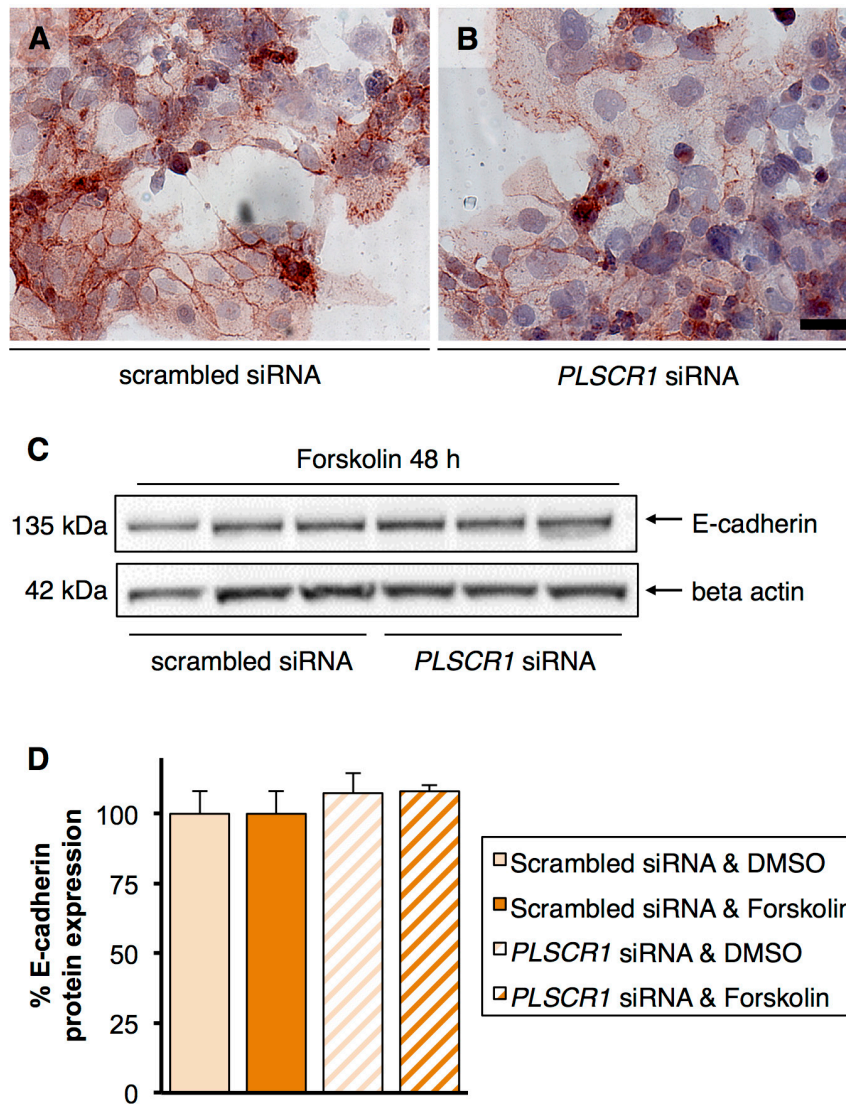 A
B
scrambled siRNA
PLSCR1 siRNA
C
Forskolin 48 h
135 kDa
E-cadherin
42 kDa
beta actin
scrambled siRNA
PLSCR1 siRNA
D
% E-cadherin
protein expression
100
75
50
25
0
Scrambled siRNA & DMSO
Scrambled siRNA & Forskolin
PLSCR1 siRNA & DMSO
PLSCR1 siRNA & Forskolin